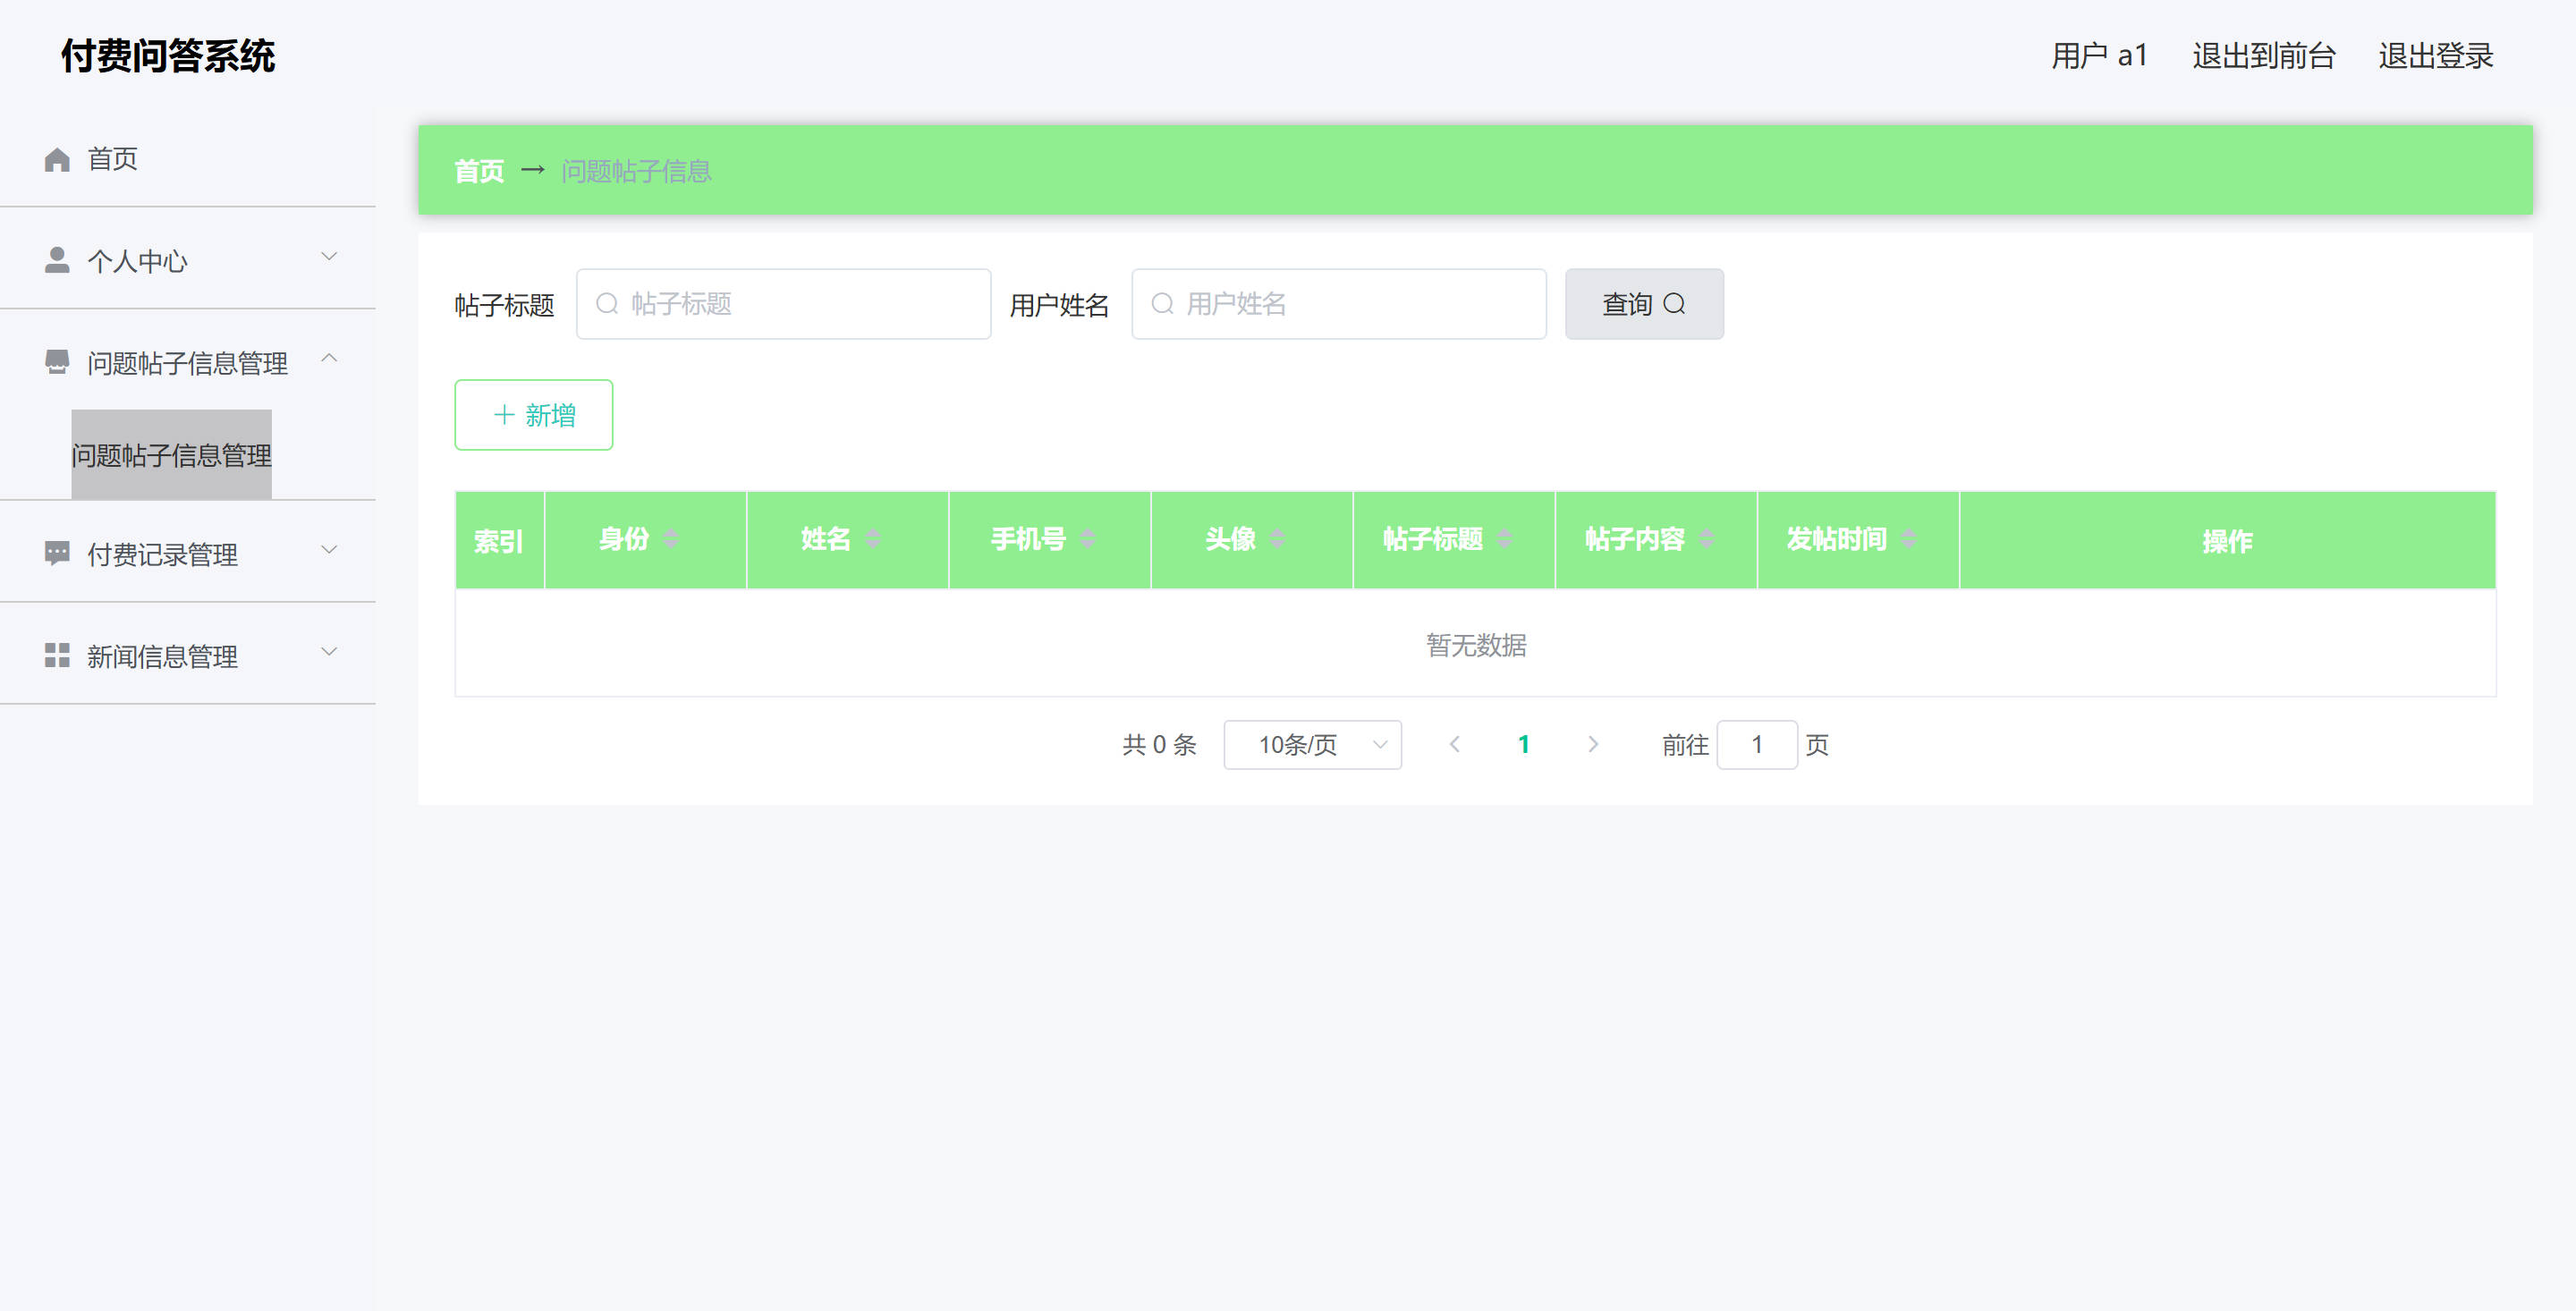 付费问答系统
用户 a1 退出到前台 退出登录
首页
个人中心
问题帖子信息管理
问题帖子信息管理
付费记录管理
新闻信息管理
首页 → 问题帖子信息
帖子标题 帖子标题 用户姓名 用户姓名 查询
新增
索引 身份 姓名 手机号 头像 帖子标题 帖子内容 发帖时间 操作
暂无数据
共 0 条 10条/页 1 前往 1 页